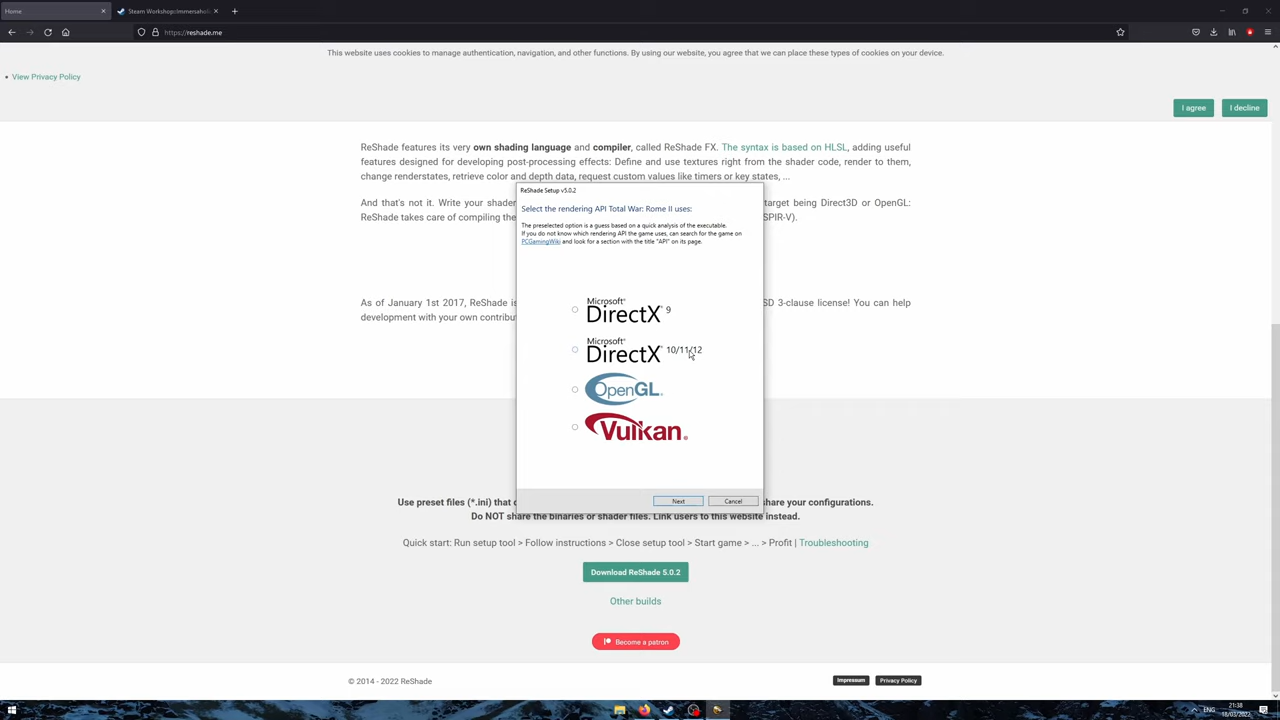 Home
Steam Workshop::Immersaholic
https://reshade.me
This website uses cookies to manage authentication, navigation, and other functions. By using our website, you agree that we can place these types of cookies on your device.
• View Privacy Policy
I agree
I decline
ReShade features its very own shading language and compiler, called ReShade FX. The syntax is based on HLSL, adding useful
features designed for developing post-processing effects: Define and use textures right from the shader code, render to them,
change renderstates, retrieve color and depth data, request custom values like timers or key states, ...
And that's not it. Write your shader
target being Direct3D or OpenGL:
ReShade takes care of compiling the
SPIR-V).
As of January 1st 2017, ReShade is
SD 3-clause license! You can help
development with your own contribut
ReShade Setup v5.0.2
Select the rendering API Total War: Rome II uses:
The preselected option is a guess based on a quick analysis of the executable.
If you do not know which rendering API the game uses, can search for the game on
PCGamingWiki and look for a section with the title "API" on its page.
Microsoft®
DirectX® 9
Microsoft®
DirectX® 10/11/12
OpenGL®
Vulkan®
Next
Cancel
Use preset files (*.ini) that c
share your configurations.
Do NOT share the binaries or shader files. Link users to this website instead.
Quick start: Run setup tool > Follow instructions > Close setup tool > Start game > ... > Profit | Troubleshooting
Download ReShade 5.0.2
Other builds
Become a patron
© 2014 - 2022 ReShade
Impressum
Privacy Policy
ENG
21:38
18/03/2022